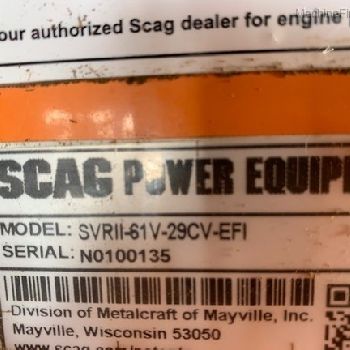 our authorized Scag dealer for engine
SCAG POWER EQUIP
MODEL: SVRII-61V-29CV-EFI
SERIAL: N0100135
Division of Metalcraft of Mayville, Inc.
Mayville, Wisconsin 53050